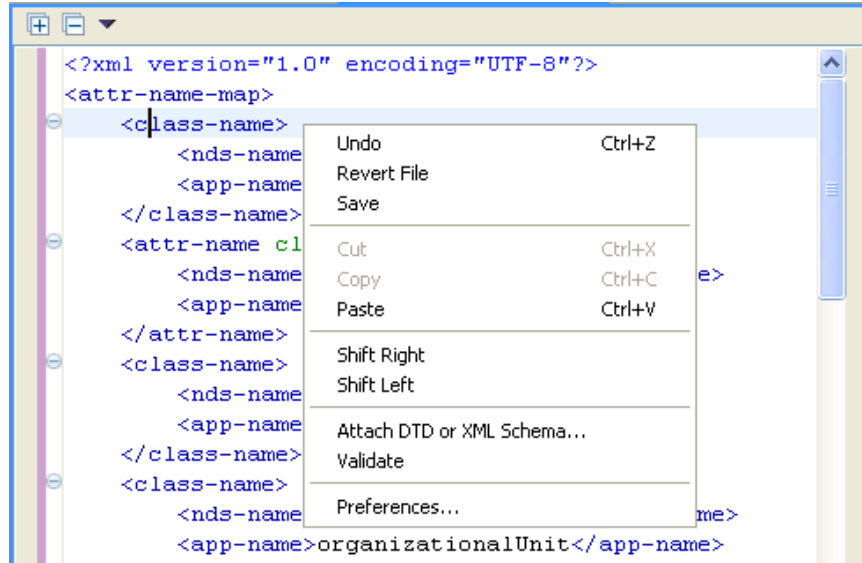 <?xml version="1.0" encoding="UTF-8"?>
<attr-name-map>
<class-name>
<nds-name
<app-name
</class-name>
<attr-name cl
<nds-name e>
<app-name
</attr-name>
<class-name>
<nds-name
<app-name
</class-name>
<class-name>
<nds-name me>
<app-name>organizationalUnit</app-name>
Undo Ctrl+Z
Revert File
Save
Cut Ctrl+X
Copy Ctrl+C
Paste Ctrl+V
Shift Right
Shift Left
Attach DTD or XML Schema...
Validate
Preferences...